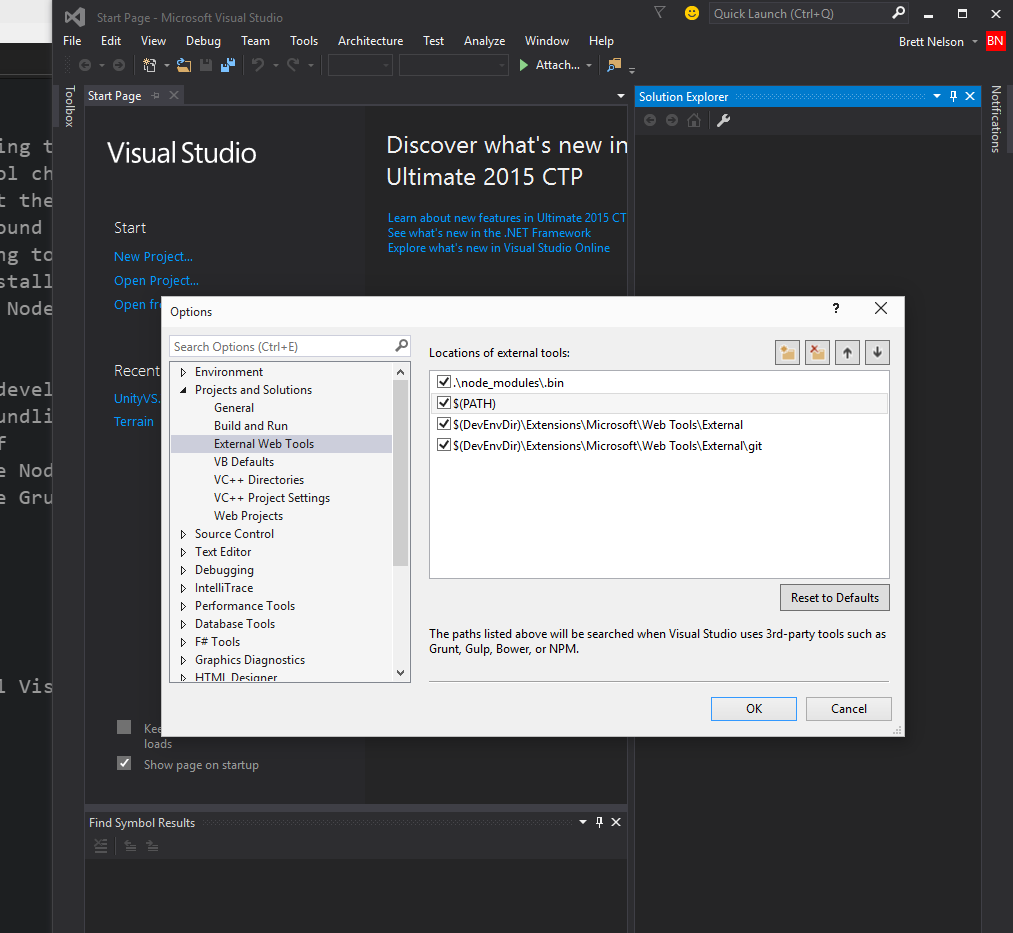 Start Page - Microsoft Visual Studio
Quick Launch (Ctrl+Q)
File Edit View Debug Team Tools Architecture Test Analyze Window Help
Brett Nelson BN
Attach...
Toolbox
Start Page
Solution Explorer
Notifications
ing t
ol ch
t the
ound
ng to
stall
Node
devel
undli
f
e Nod
e Gru
l Vis
Visual Studio
Discover what's new in
Ultimate 2015 CTP
Learn about new features in Ultimate 2015 CT
See what's new in the .NET Framework
Explore what's new in Visual Studio Online
Start
New Project...
Open Project...
Open fr
Recent
UnityVS.
Terrain
Kee
loads
Show page on startup
Options
?
Search Options (Ctrl+E)
Environment
Projects and Solutions
General
Build and Run
External Web Tools
VB Defaults
VC++ Directories
VC++ Project Settings
Web Projects
Source Control
Text Editor
Debugging
IntelliTrace
Performance Tools
Database Tools
F# Tools
Graphics Diagnostics
HTML Designer
Locations of external tools:
.\node_modules\.bin
$(PATH)
$(DevEnvDir)\Extensions\Microsoft\Web Tools\External
$(DevEnvDir)\Extensions\Microsoft\Web Tools\External\git
Reset to Defaults
The paths listed above will be searched when Visual Studio uses 3rd-party tools such as
Grunt, Gulp, Bower, or NPM.
OK Cancel
Find Symbol Results